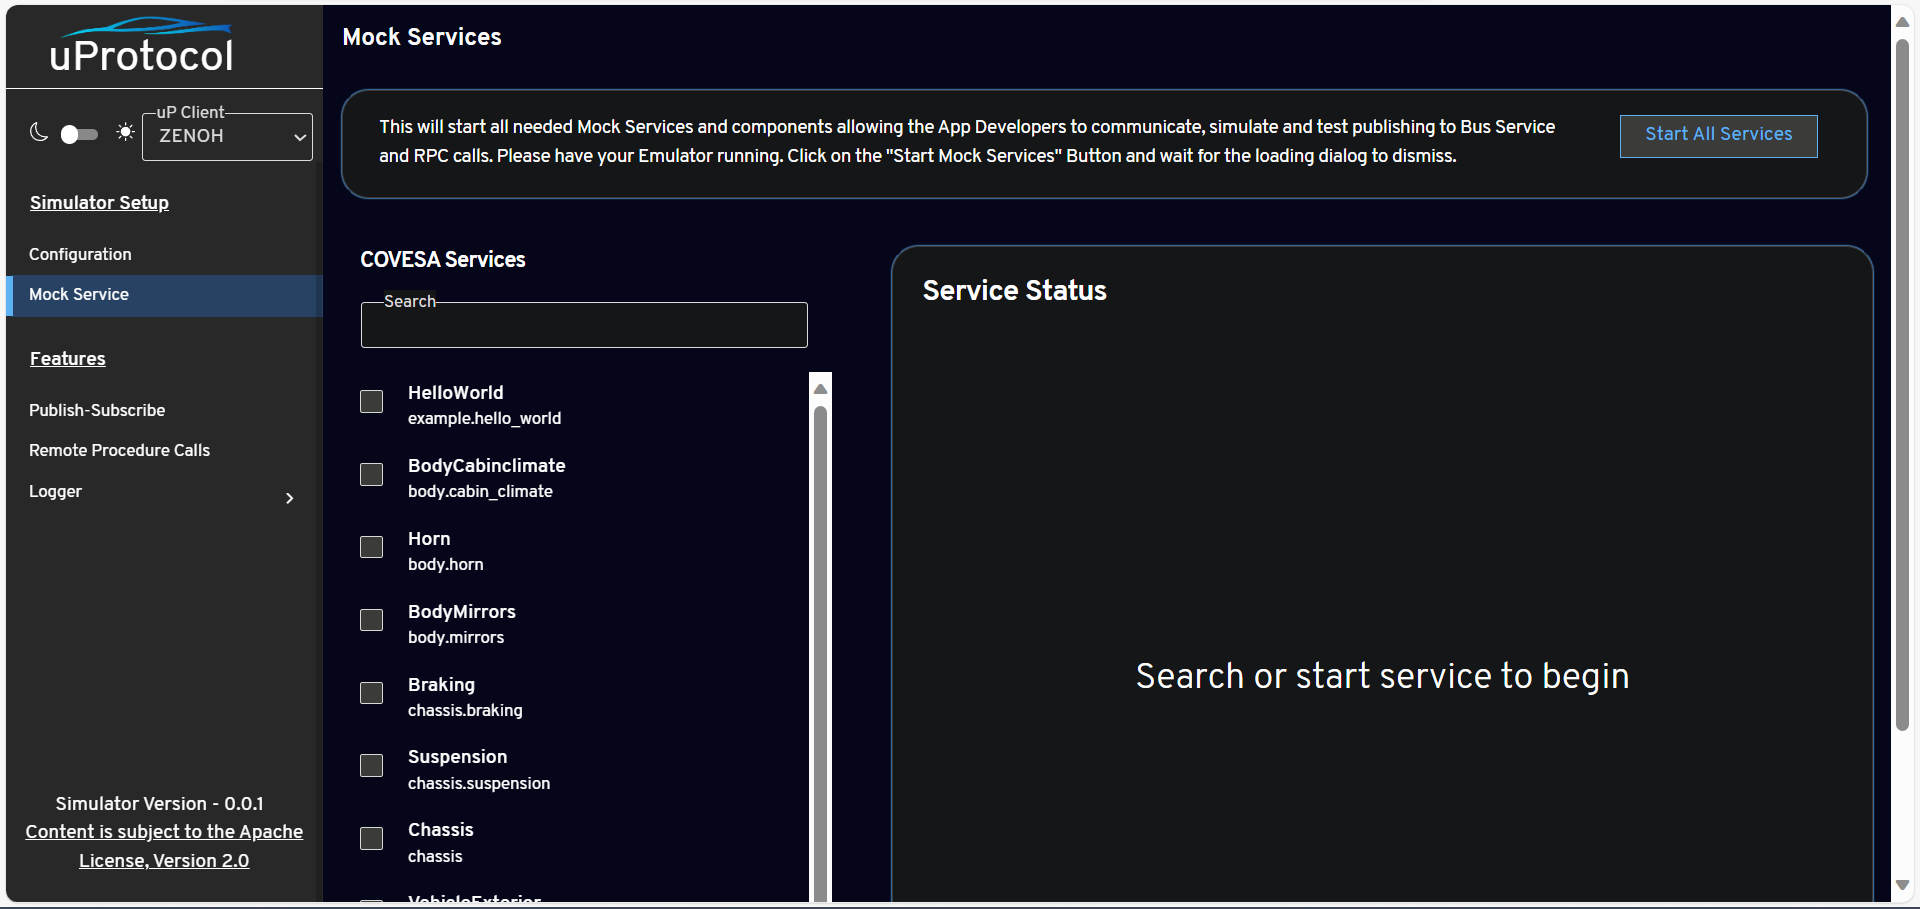 uProtocol
uP Client
ZENOH
Simulator Setup
Configuration
Mock Service
Features
Publish-Subscribe
Remote Procedure Calls
Logger
Simulator Version - 0.0.1
Content is subject to the Apache
License, Version 2.0
Mock Services
This will start all needed Mock Services and components allowing the App Developers to communicate, simulate and test publishing to Bus Service
and RPC calls. Please have your Emulator running. Click on the "Start Mock Services" Button and wait for the loading dialog to dismiss.
Start All Services
COVESA Services
Search
HelloWorld
example.hello_world
BodyCabinclimate
body.cabin_climate
Horn
body.horn
BodyMirrors
body.mirrors
Braking
chassis.braking
Suspension
chassis.suspension
Chassis
chassis
VehicleExterior
Service Status
Search or start service to begin